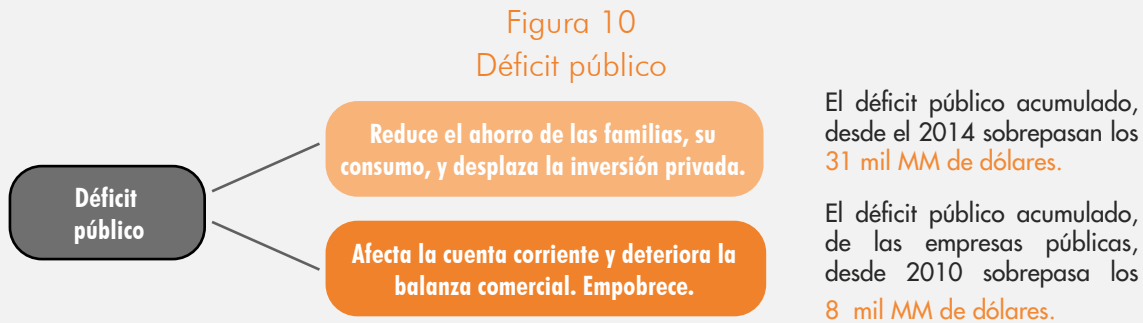 Figura 10
Déficit público
Déficit
público
Reduce el ahorro de las familias, su
consumo, y desplaza la inversión privada.
Afecta la cuenta corriente y deteriora la
balanza comercial. Empobrece.
El déficit público acumulado,
desde el 2014 sobrepasan los
31 mil MM de dólares.
El déficit público acumulado,
de las empresas públicas,
desde 2010 sobrepasa los
8 mil MM de dólares.